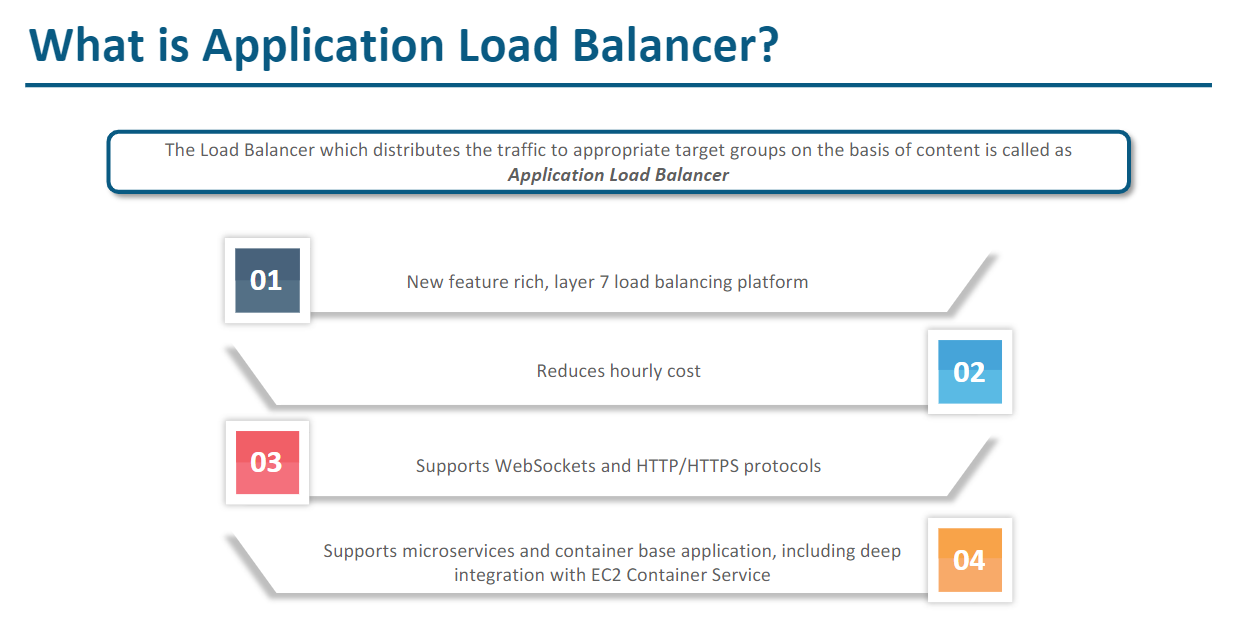 What is Application Load Balancer?
The Load Balancer which distributes the traffic to appropriate target groups on the basis of content is called as
Application Load Balancer
01
New feature rich, layer 7 load balancing platform
Reduces hourly cost
02
03
Supports WebSockets and HTTP/HTTPS protocols
Supports microservices and container base application, including deep
integration with EC2 Container Service
04